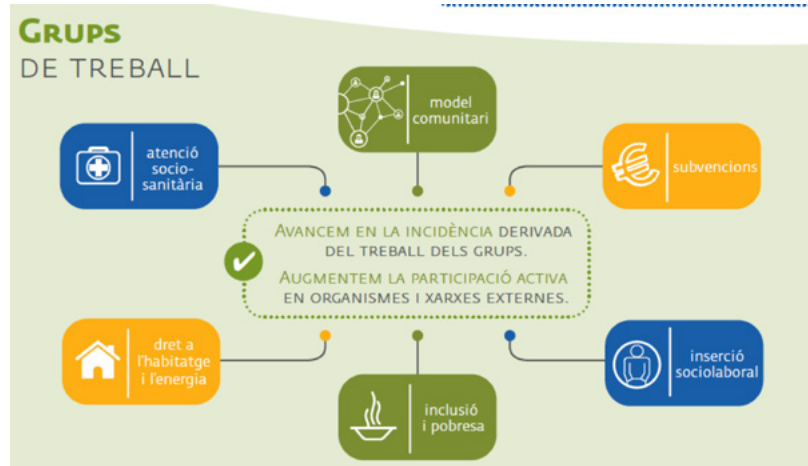 GRUPS
DE TREBALL
model
comunitari
atenció
socio-
sanitària
subvencions
AVANCEM EN LA INCIDÈNCIA DERIVADA
DEL TREBALL DELS GRUPS.
AUGMENTEM LA PARTICIPACIÓ ACTIVA
EN ORGANISMES I XARXES EXTERNES.
dret a
l'habitatge
i l'energia
inclusió
i pobresa
inserció
sociolaboral